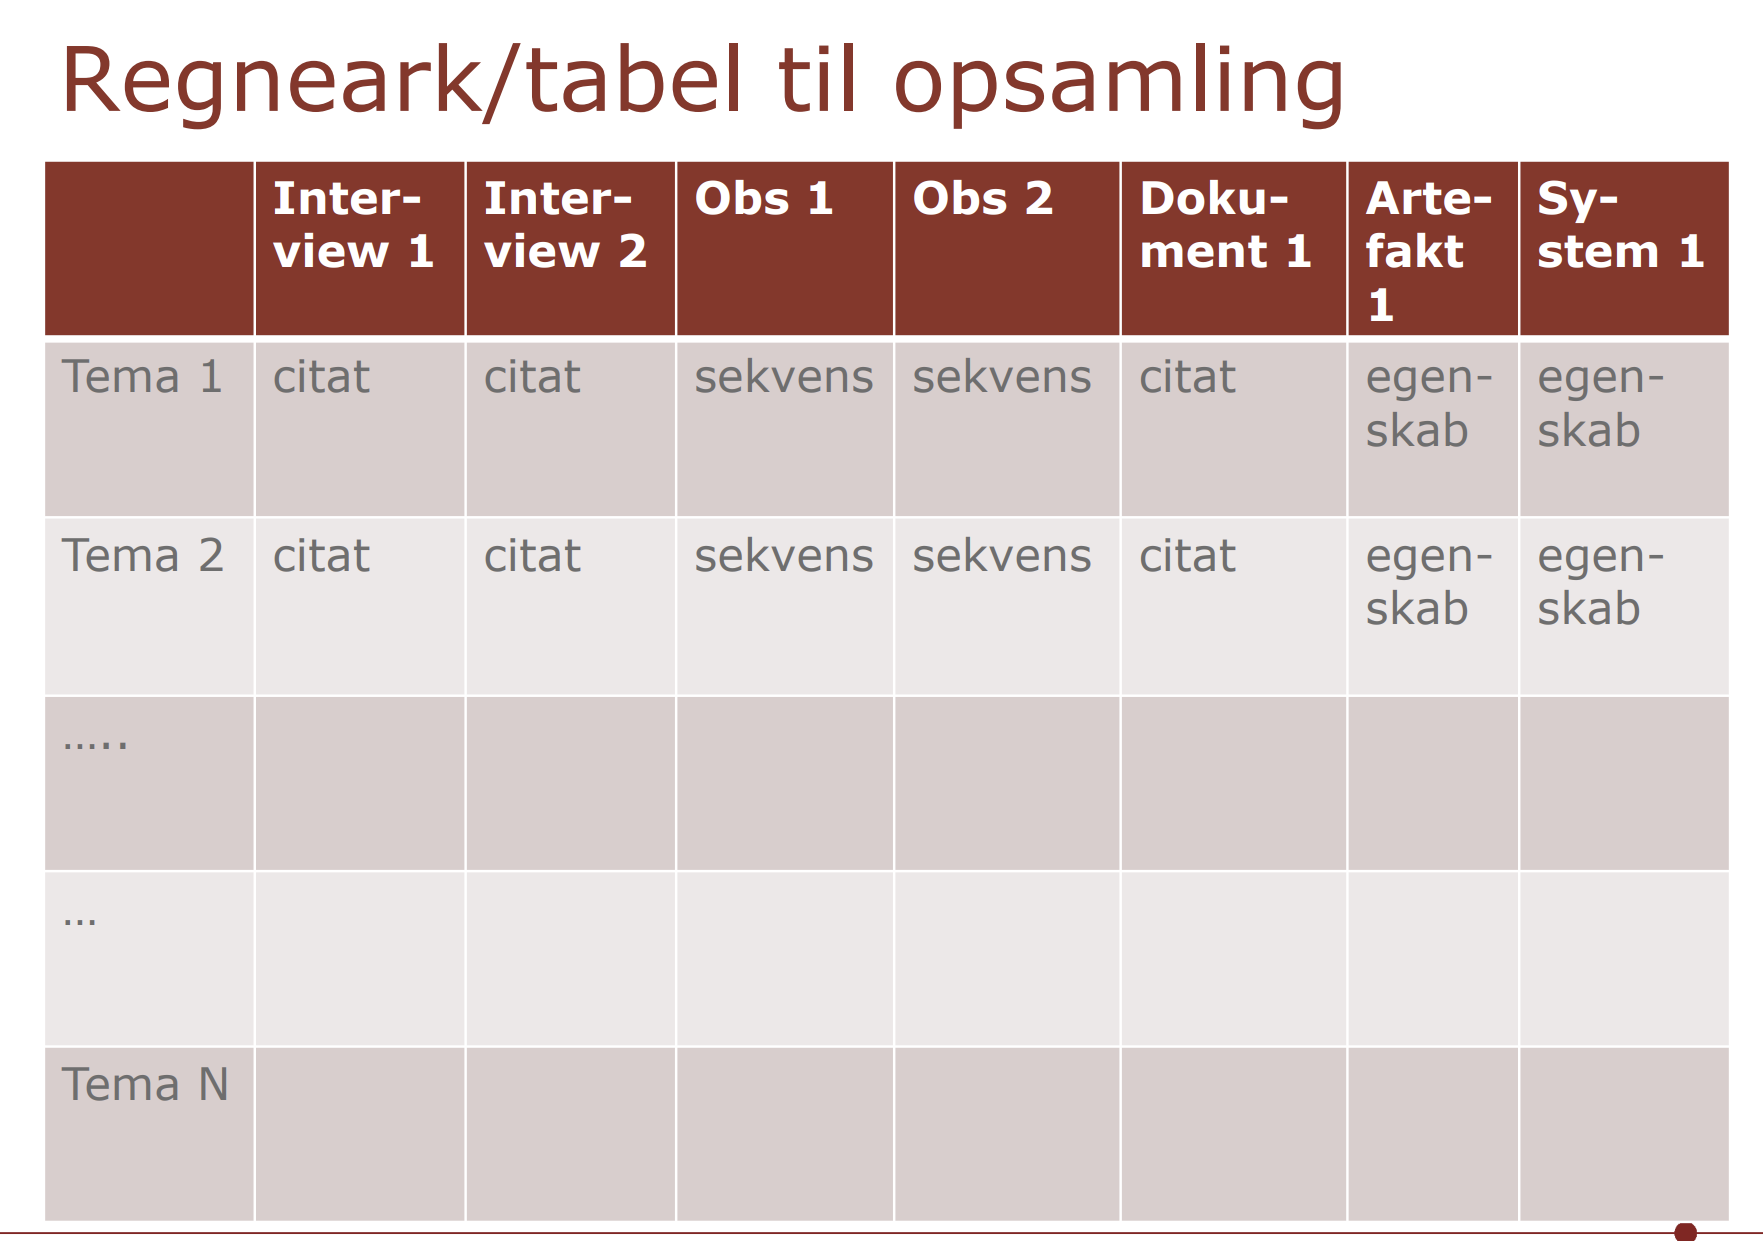 Regneark/tabel til opsamling
Inter-
view 1
Inter-
view 2
Obs 1
Obs 2
Doku-
ment 1
Arte-
fakt
1
Sy-
stem 1
Tema 1
citat
citat
sekvens
sekvens
citat
egen-
skab
egen-
skab
Tema 2
citat
citat
sekvens
sekvens
citat
egen-
skab
egen-
skab
…..
…
Tema N